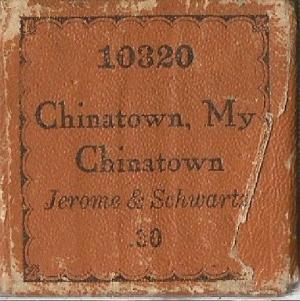 10320
Chinatown, My
Chinatown
Jerome & Schwartz
.30